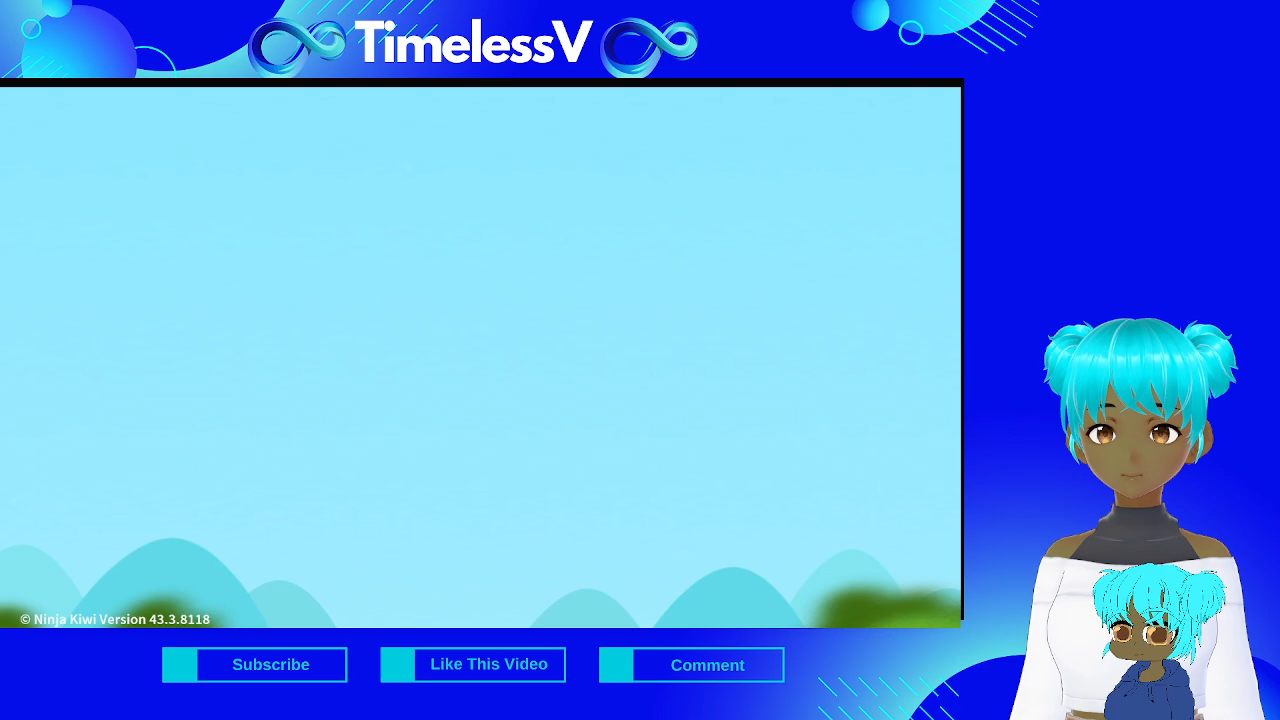 TimelessV
© Ninja Kiwi Version 43.3.8118
Subscribe
Like This Video
Comment